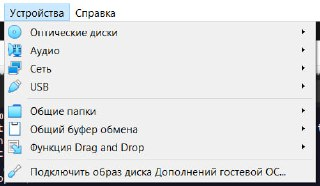 Устройства Справка
Оптические диски
Аудио
Сеть
USB
Общие папки
Общий буфер обмена
Функция Drag and Drop
Подключить образ диска Дополнений гостевой ОС...